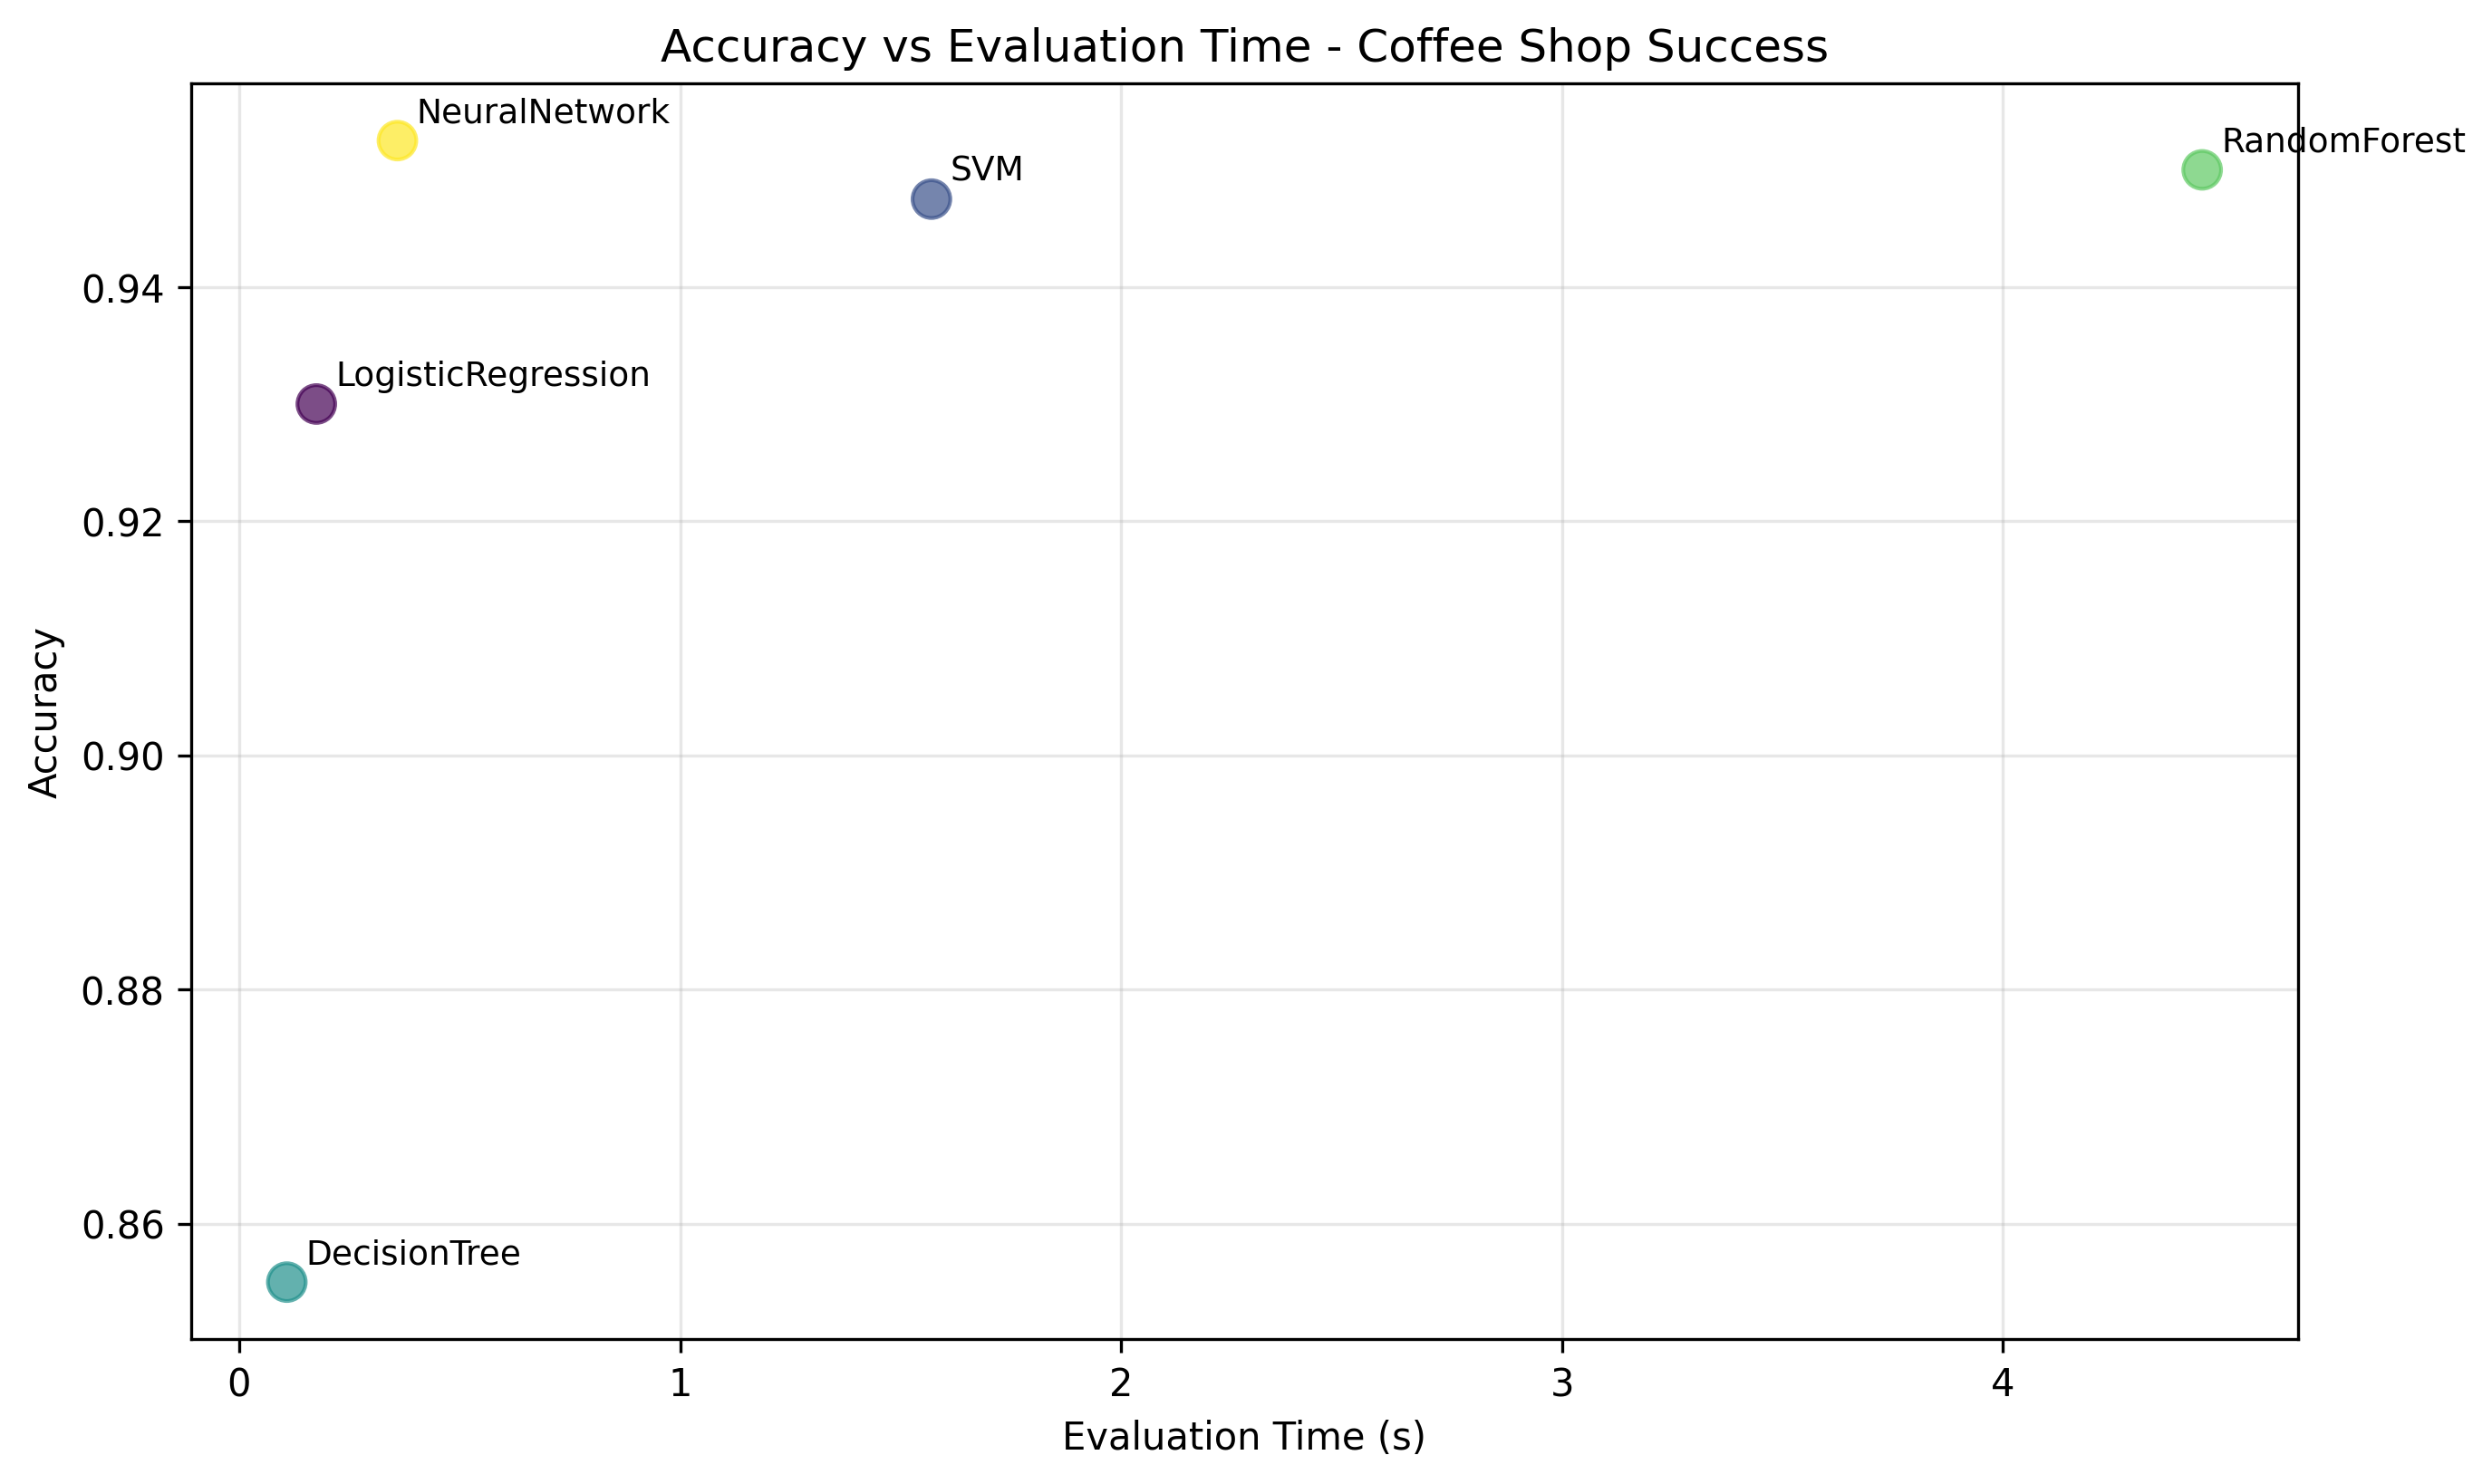 Accuracy vs Evaluation Time - Coffee Shop Success
NeuralNetwork
RandomForest
SVM
0.94
LogisticRegression
0.92
Accuracy
0.90
0.88
0.86
DecisionTree
0 1 2 3 4
Evaluation Time (s)